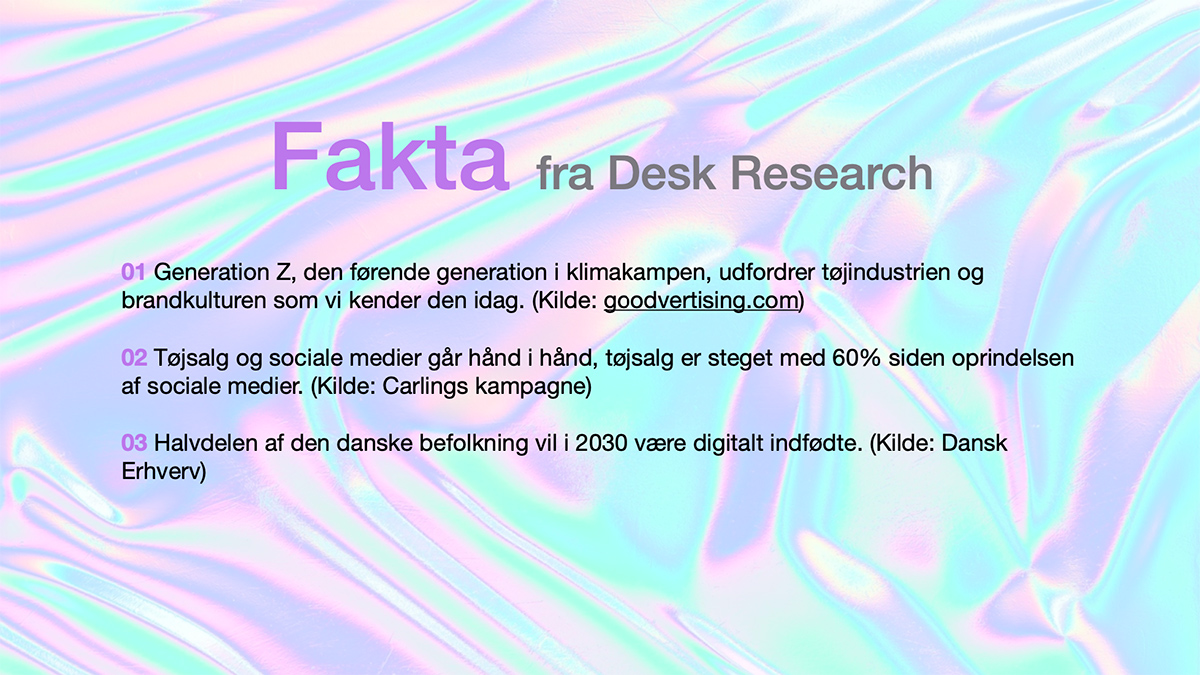 Fakta fra Desk Research
01 Generation Z, den førende generation i klimakampen, udfordrer tøjindustrien og
brandkulturen som vi kender den idag. (Kilde: goodvertising.com)
02 Tøjsalg og sociale medier går hånd i hånd, tøjsalg er steget med 60% siden oprindelsen
af sociale medier. (Kilde: Carlings kampagne)
03 Halvdelen af den danske befolkning vil i 2030 være digitalt indfødte. (Kilde: Dansk
Erhverv)